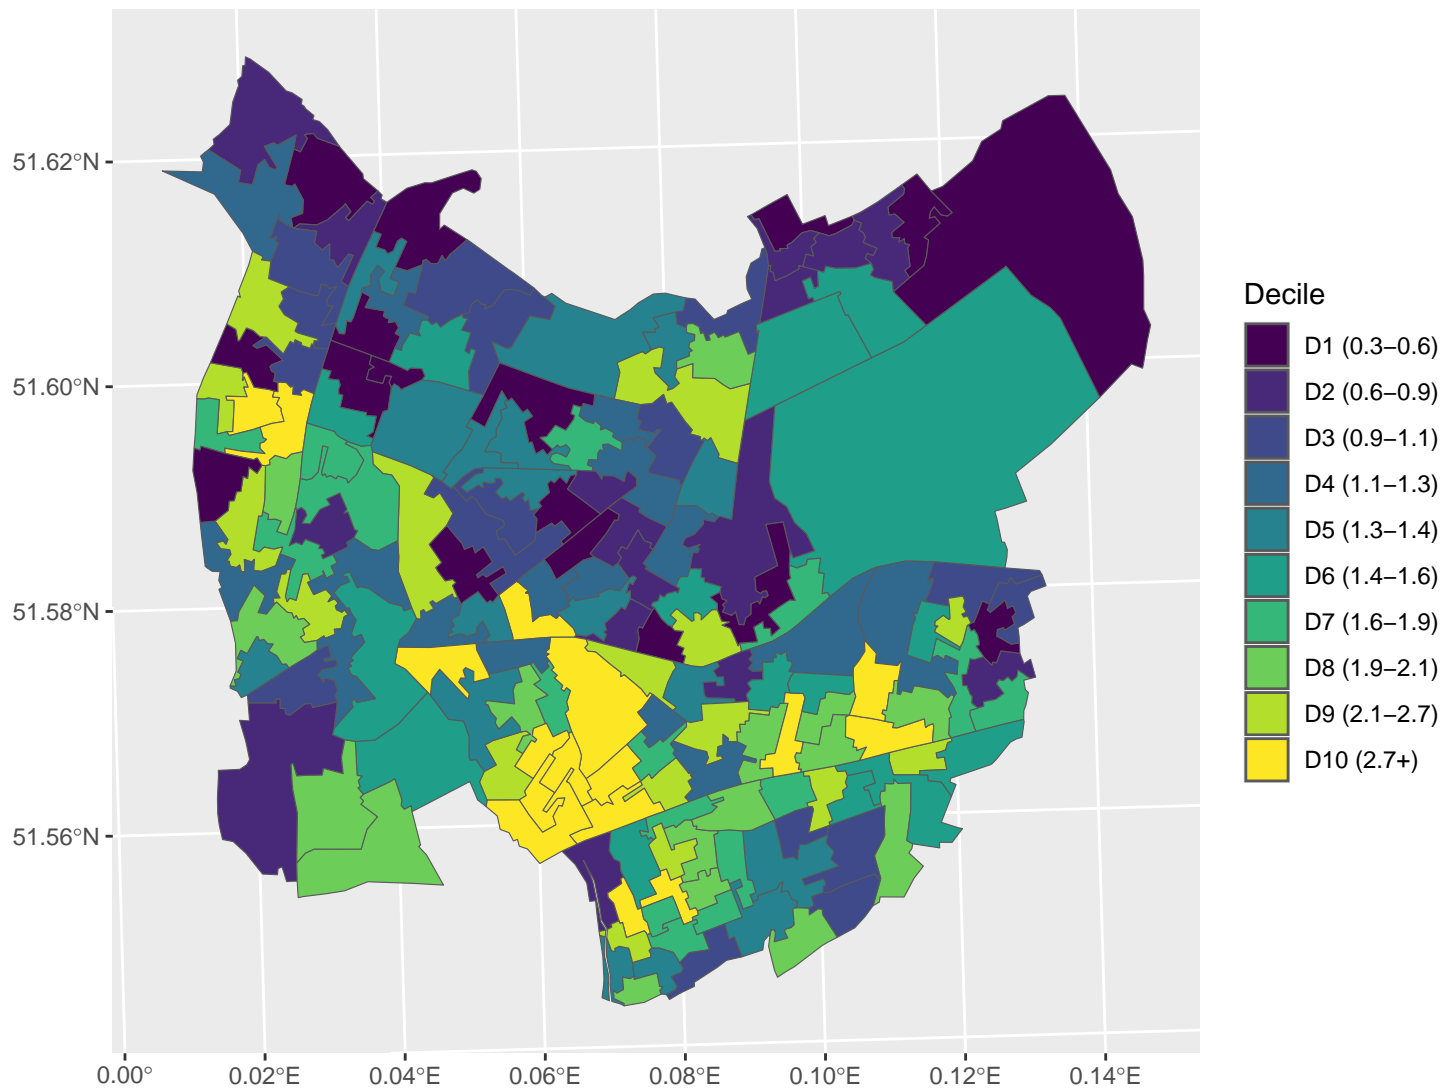 51.62°N
51.60°N
51.58°N
51.56°N
0.00°
0.02°E
0.04°E
0.06°E
0.08°E
0.10°E
0.12°E
0.14°E
Decile
D1 (0.3–0.6)
D2 (0.6–0.9)
D3 (0.9–1.1)
D4 (1.1–1.3)
D5 (1.3–1.4)
D6 (1.4–1.6)
D7 (1.6–1.9)
D8 (1.9–2.1)
D9 (2.1–2.7)
D10 (2.7+)